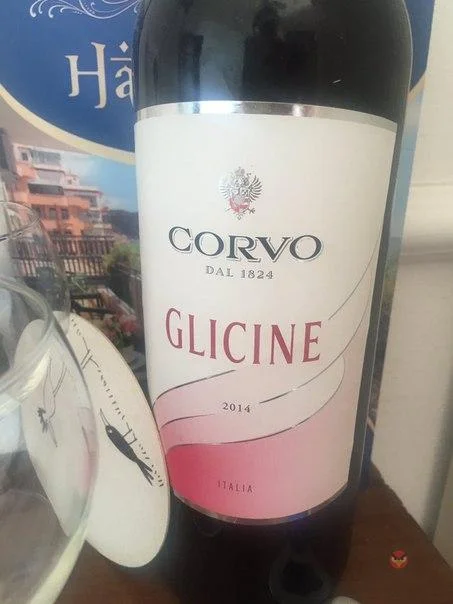 CORVO
DAL 1824
GLICINE
2014
ITALIA